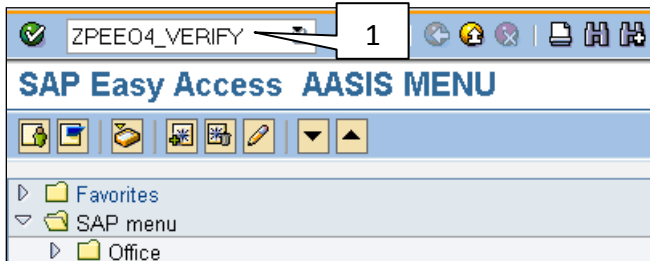 ZPEEO4_VERIFY 1
SAP Easy Access AASIS MENU
Favorites
SAP menu
Office